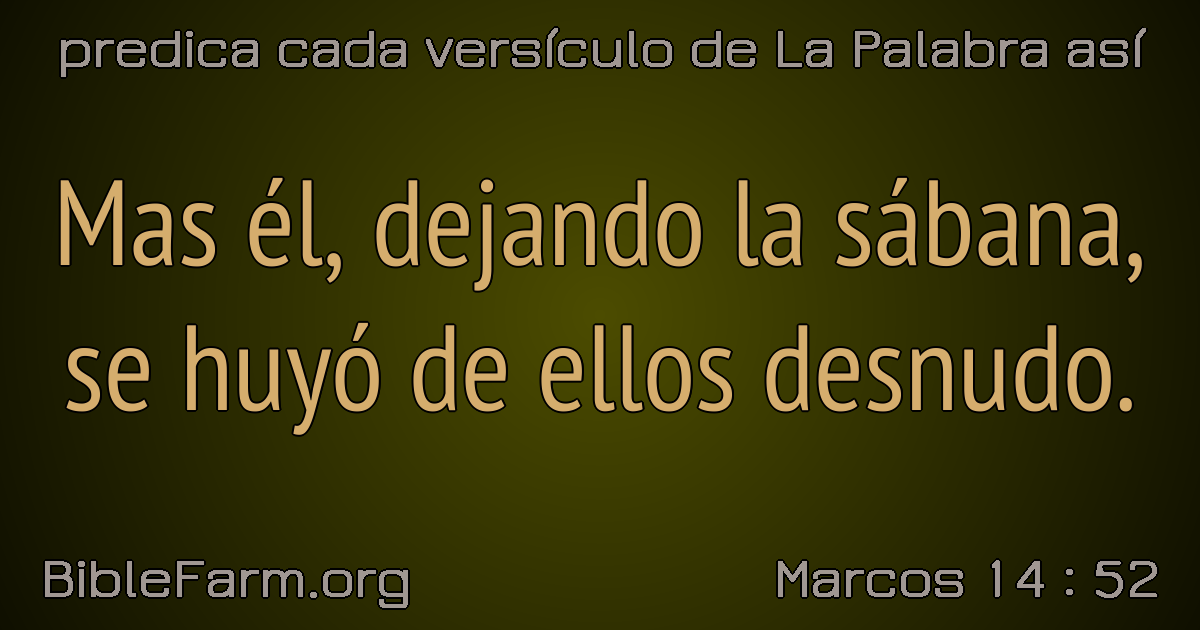 predica cada versículo de La Palabra así
Mas él, dejando la sábana,
se huyó de ellos desnudo.
BibleFarm.org
Marcos 14 : 52